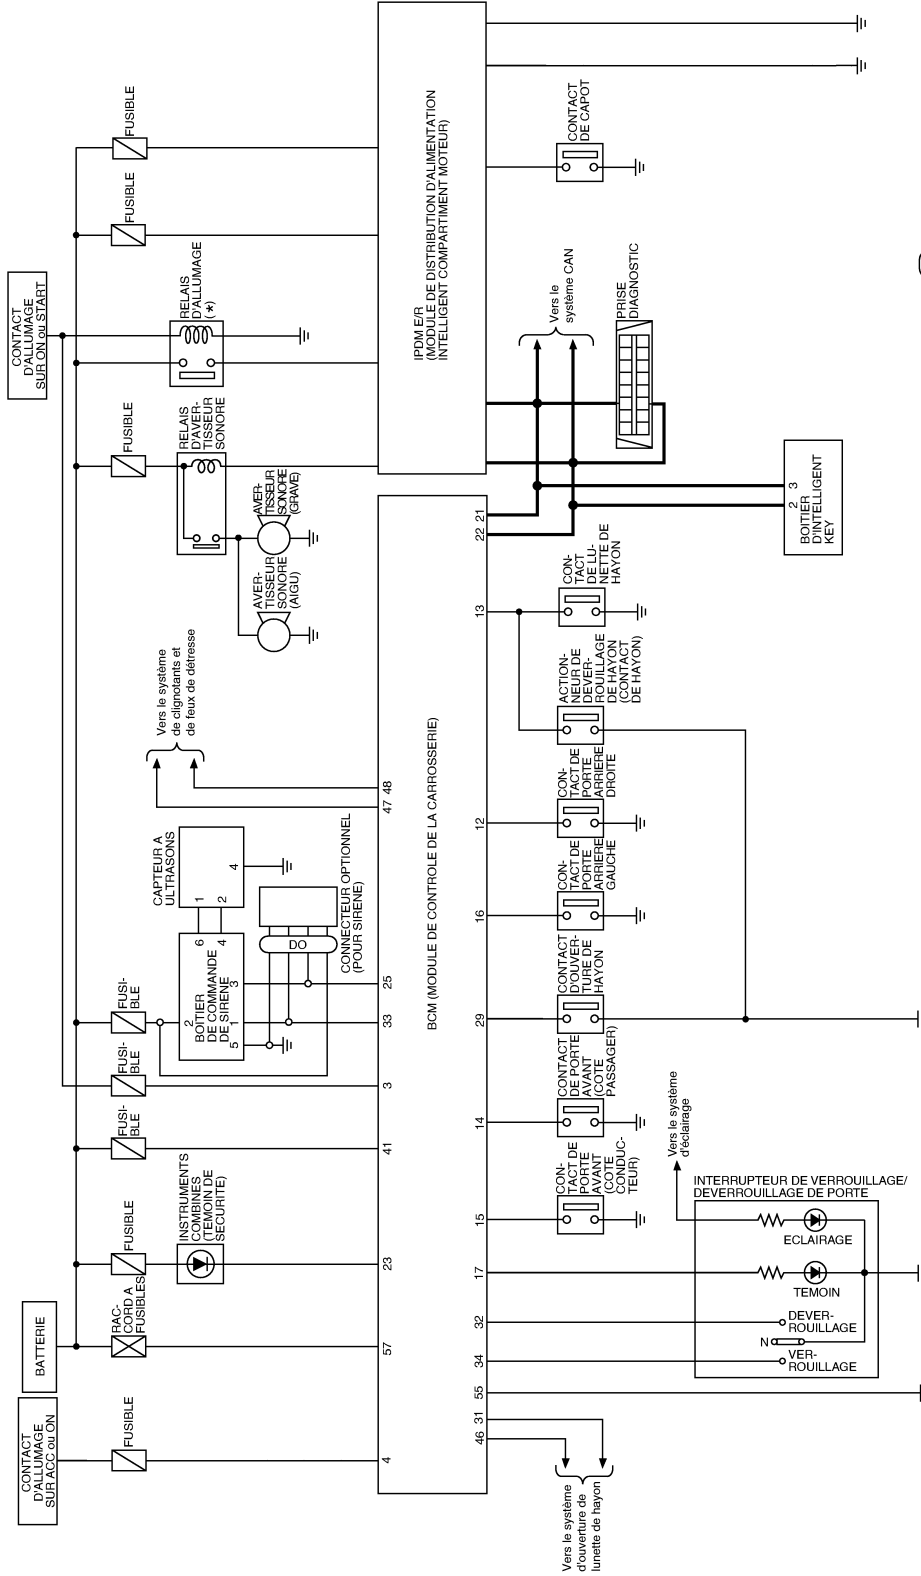 CONTACT
D'ALLUMAGE
SUR ACC ou ON
BATTERIE
CONTACT
D'ALLUMAGE
SUR ON ou START
FUSIBLE
RAC-
CORD A
FUSIBLES
FUSIBLE
INSTRUMENTS
COMBINES
(TEMOIN DE
SECURITE)
FUSI-
BLE
FUSI-
BLE
FUSI-
BLE
2
BOITIER
DE COMMANDE
DE SIRENE
5
1
3
6
4
1
2
CAPTEUR A
ULTRASONS
4
DO
CONNECTEUR OPTIONNEL
(POUR SIRENE)
Vers le système
de clignotants et
de feux de détresse
FUSIBLE
RELAIS
D'AVER-
TISSEUR
SONORE
AVER-
TISSEUR
SONORE
(AIGU)
AVER-
TISSEUR
SONORE
(GRAVE)
RELAIS
D'ALLUMAGE
(*)
FUSIBLE
FUSIBLE
4
57
23
41
3
33
25
47
48
BCM (MODULE DE CONTROLE DE LA CARROSSERIE)
IPDM E/R
(MODULE DE DISTRIBUTION D'ALIMENTATION
INTELLIGENT COMPARTIMENT MOTEUR)
46
31
55
34
32
17
15
14
29
16
12
13
22
21
Vers le système
d'ouverture de
lunette de hayon
CON-
TACT DE
PORTE
AVANT
(COTE
CONDUC-
TEUR)
CONTACT
DE PORTE
AVANT
(COTE
PASSAGER)
CONTACT
D'OUVER-
TURE DE
HAYON
CON-
TACT DE
PORTE
ARRIERE
GAUCHE
CON-
TACT DE
PORTE
ARRIERE
DROITE
ACTION-
NEUR DE
DEVER-
ROUILLAGE
DE HAYON
(CONTACT
DE HAYON)
CON-
TACT
DE LU-
NETTE DE
HAYON
Vers le
système CAN
PRISE
DIAGNOSTIC
CONTACT
DE CAPOT
2
3
BOITIER
D'INTELLIGENT
KEY
Vers le système
d'éclairage
INTERRUPTEUR DE VERROUILLAGE/
DEVERROUILLAGE DE PORTE
ECLAIRAGE
TEMOIN
DEVER-
ROUILLAGE
N
VER-
ROUILLAGE